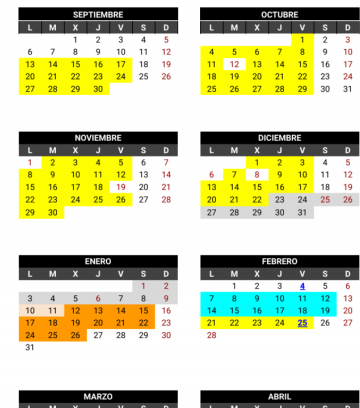 SEPTIEMBRE
L M X J V S D
1 2 3 4 5
6 7 8 9 10 11 12
13 14 15 16 17 18 19
20 21 22 23 24 25 26
27 28 29 30
OCTUBRE
L M X J V S D
1 2 3
4 5 6 7 8 9 10
11 12 13 14 15 16 17
18 19 20 21 22 23 24
25 26 27 28 29 30 31
NOVIEMBRE
L M X J V S D
1 2 3 4 5 6 7
8 9 10 11 12 13 14
15 16 17 18 19 20 21
22 23 24 25 26 27 28
29 30
DICIEMBRE
L M X J V S D
1 2 3 4 5
6 7 8 9 10 11 12
13 14 15 16 17 18 19
20 21 22 23 24 25 26
27 28 29 30 31
ENERO
L M X J V S D
1 2
3 4 5 6 7 8 9
10 11 12 13 14 15 16
17 18 19 20 21 22 23
24 25 26 27 28 29 30
31
FEBRERO
L M X J V S D
1 2 3 4 5 6
7 8 9 10 11 12 13
14 15 16 17 18 19 20
21 22 23 24 25 26 27
28
MARZO
L M X J V S D
ABRIL
L M X J V S D